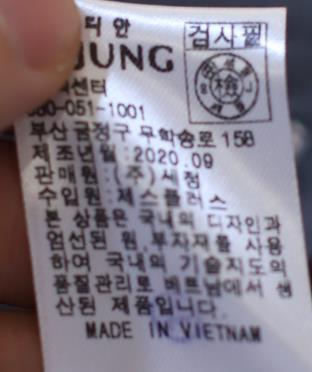 티안
검사필
JUNG
센터
080-051-1001
부산 금정구 무학송로 158
제조년월 : 2020.09
판매원 : (주)세정
수입원 : 제스플러스
본 상품은 국내의 디자인과
엄선된 원,부자재를 사용
하여 국내의 기술지도와
품질관리로 베트남에서 생
산된 제품입니다.
MADE IN VIETNAM